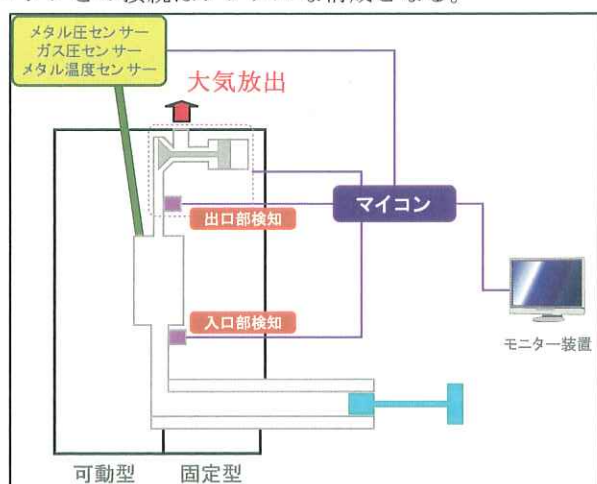 メタル圧センサー
ガス圧センサー
メタル温度センサー
大気放出
マイコン
出口部検知
入口部検知
モニター装置
可動型
固定型